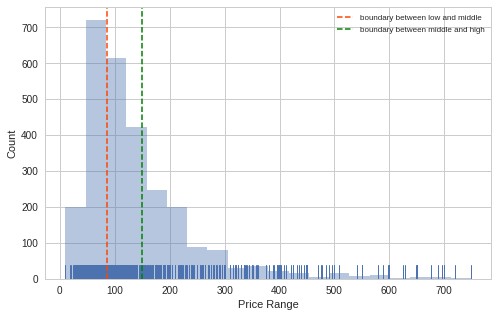 boundary between low and middle
boundary between middle and high
700
600
500
400
300
200
100
0
Count
0 100 200 300 400 500 600 700
Price Range